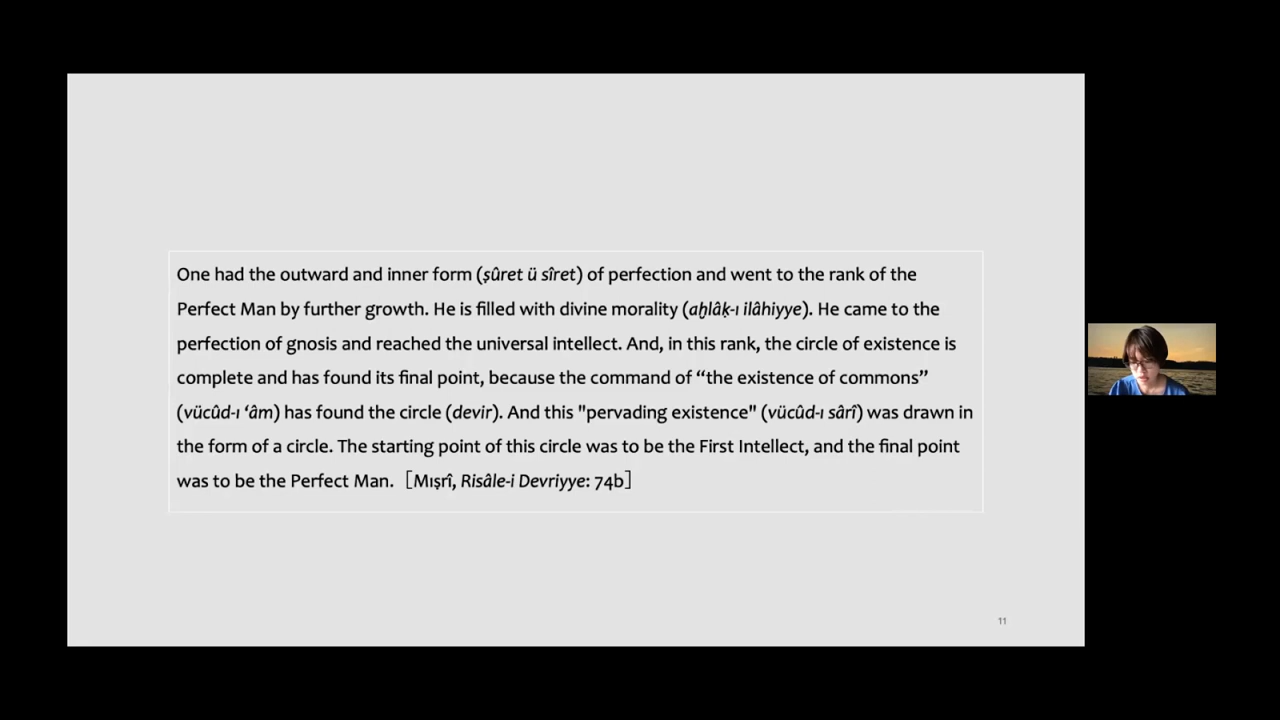 One had the outward and inner form (ṣûret ü sîret) of perfection and went to the rank of the
Perfect Man by further growth. He is filled with divine morality (aḫlâḳ-ı ilâhiyye). He came to the
perfection of gnosis and reached the universal intellect. And, in this rank, the circle of existence is
complete and has found its final point, because the command of “the existence of commons”
(vücûd-ı ‘âm) has found the circle (devir). And this "pervading existence" (vücûd-ı sârî) was drawn in
the form of a circle. The starting point of this circle was to be the First Intellect, and the final point
was to be the Perfect Man. [Mıṣrî, Risâle-i Devriyye: 74b]
11